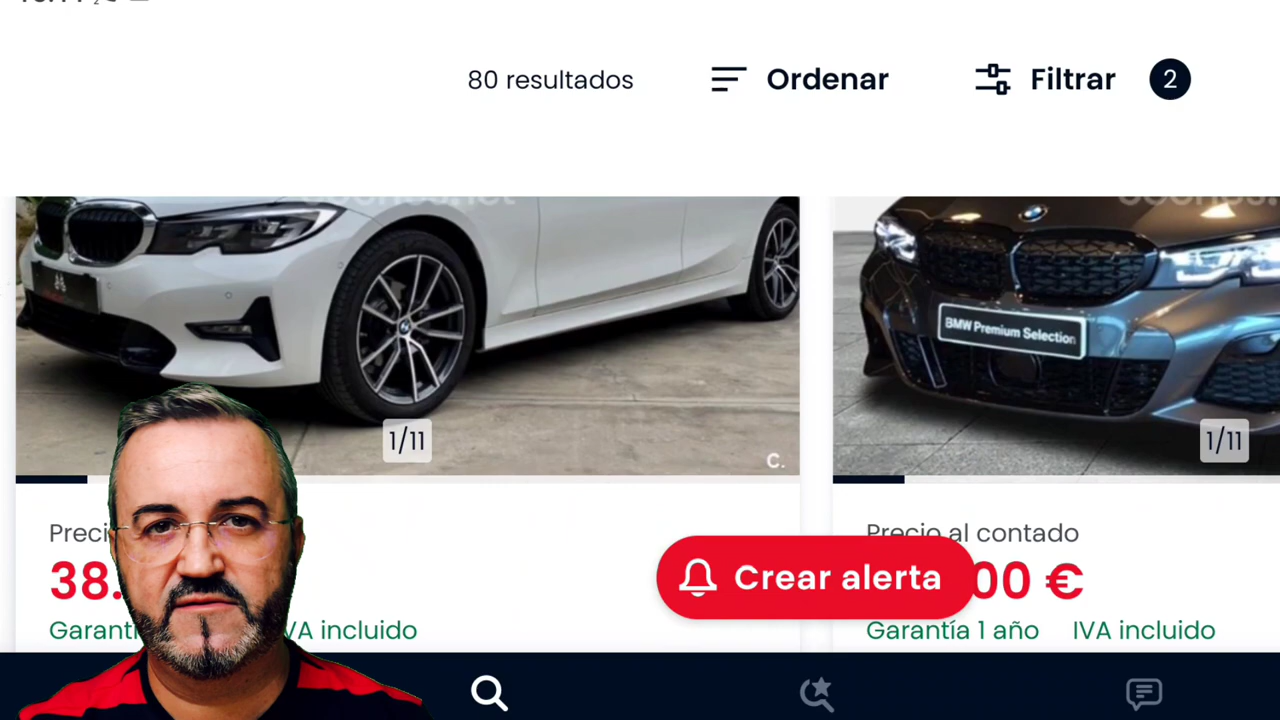 80 resultados
Ordenar
Filtrar
2
BMW Premium Selection
1/11
C.
1/11
Precio al contado
38.
00 €
Crear alerta
IVA incluido
Garantía 1 año
IVA incluido